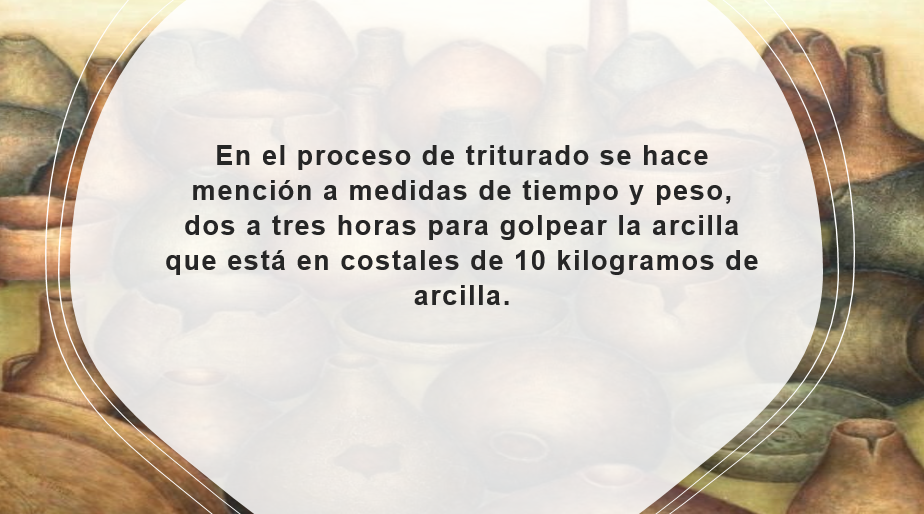 En el proceso de triturado se hace
mención a medidas de tiempo y peso,
dos a tres horas para golpear la arcilla
que está en costales de 10 kilogramos de
arcilla.